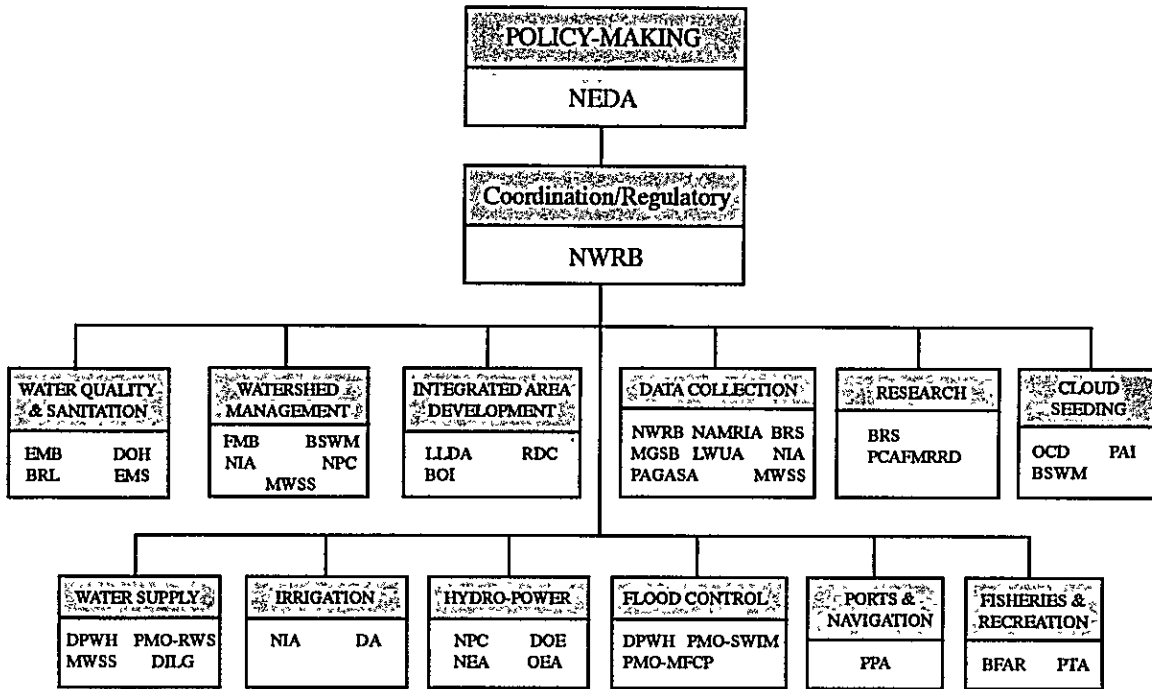 POLICY-MAKING
NEDA
Coordination/Regulatory
NWRB
WATER QUALITY
& SANITATION
EMB DOH
BRL EMS
WATERSHED
MANAGEMENT
FMB BSWM
NIA NPC
MWSS
INTEGRATED AREA
DEVELOPMENT
LLDA RDC
BOI
DATA COLLECTION
NWRB NAMRIA BRS
MGSB LWUA NIA
PAGASA MWSS
RESEARCH
BRS
PCAFMRRD
CLOUD
SEEDING
OCD PAI
BSWM
WATER SUPPLY
DPWH PMO-RWS
MWSS DILG
IRRIGATION
NIA DA
HYDRO-POWER
NPC DOE
NEA OEA
FLOOD CONTROL
DPWH PMO-SWIM
PMO-MFCP
PORTS &
NAVIGATION
PPA
FISHERIES &
RECREATION
BFAR PTA